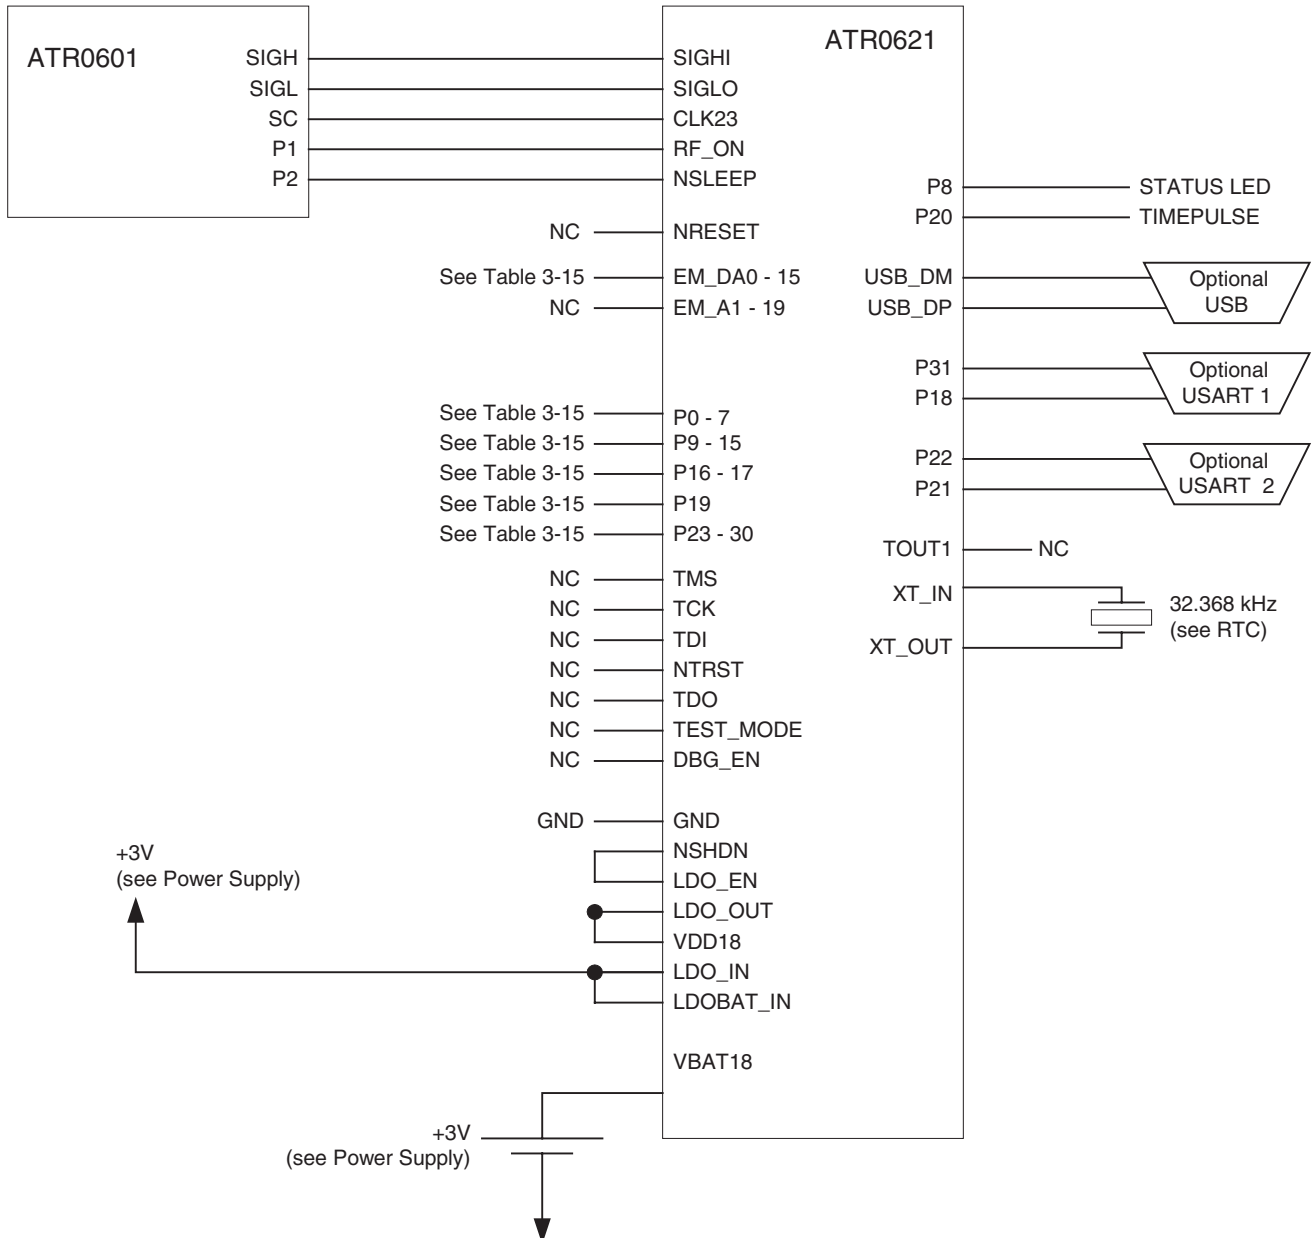 ATR0601
SIGH
SIGL
SC
P1
P2
ATR0621
SIGHI
SIGLO
CLK23
RF_ON
NSLEEP
NC NRESET
See Table 3-15 EM_DA0 - 15
NC EM_A1 - 19
See Table 3-15 P0 - 7
See Table 3-15 P9 - 15
See Table 3-15 P16 - 17
See Table 3-15 P19
See Table 3-15 P23 - 30
NC TMS
NC TCK
NC TDI
NC NTRST
NC TDO
NC TEST_MODE
NC DBG_EN
GND GND
NSHDN
LDO_EN
LDO_OUT
VDD18
LDO_IN
LDOBAT_IN
VBAT18
+3V
(see Power Supply)
+3V
(see Power Supply)
P8 STATUS LED
P20 TIMEPULSE
USB_DM
USB_DP
Optional
USB
P31
P18
Optional
USART 1
P22
P21
Optional
USART 2
TOUT1 NC
XT_IN
XT_OUT
32.368 kHz
(see RTC)